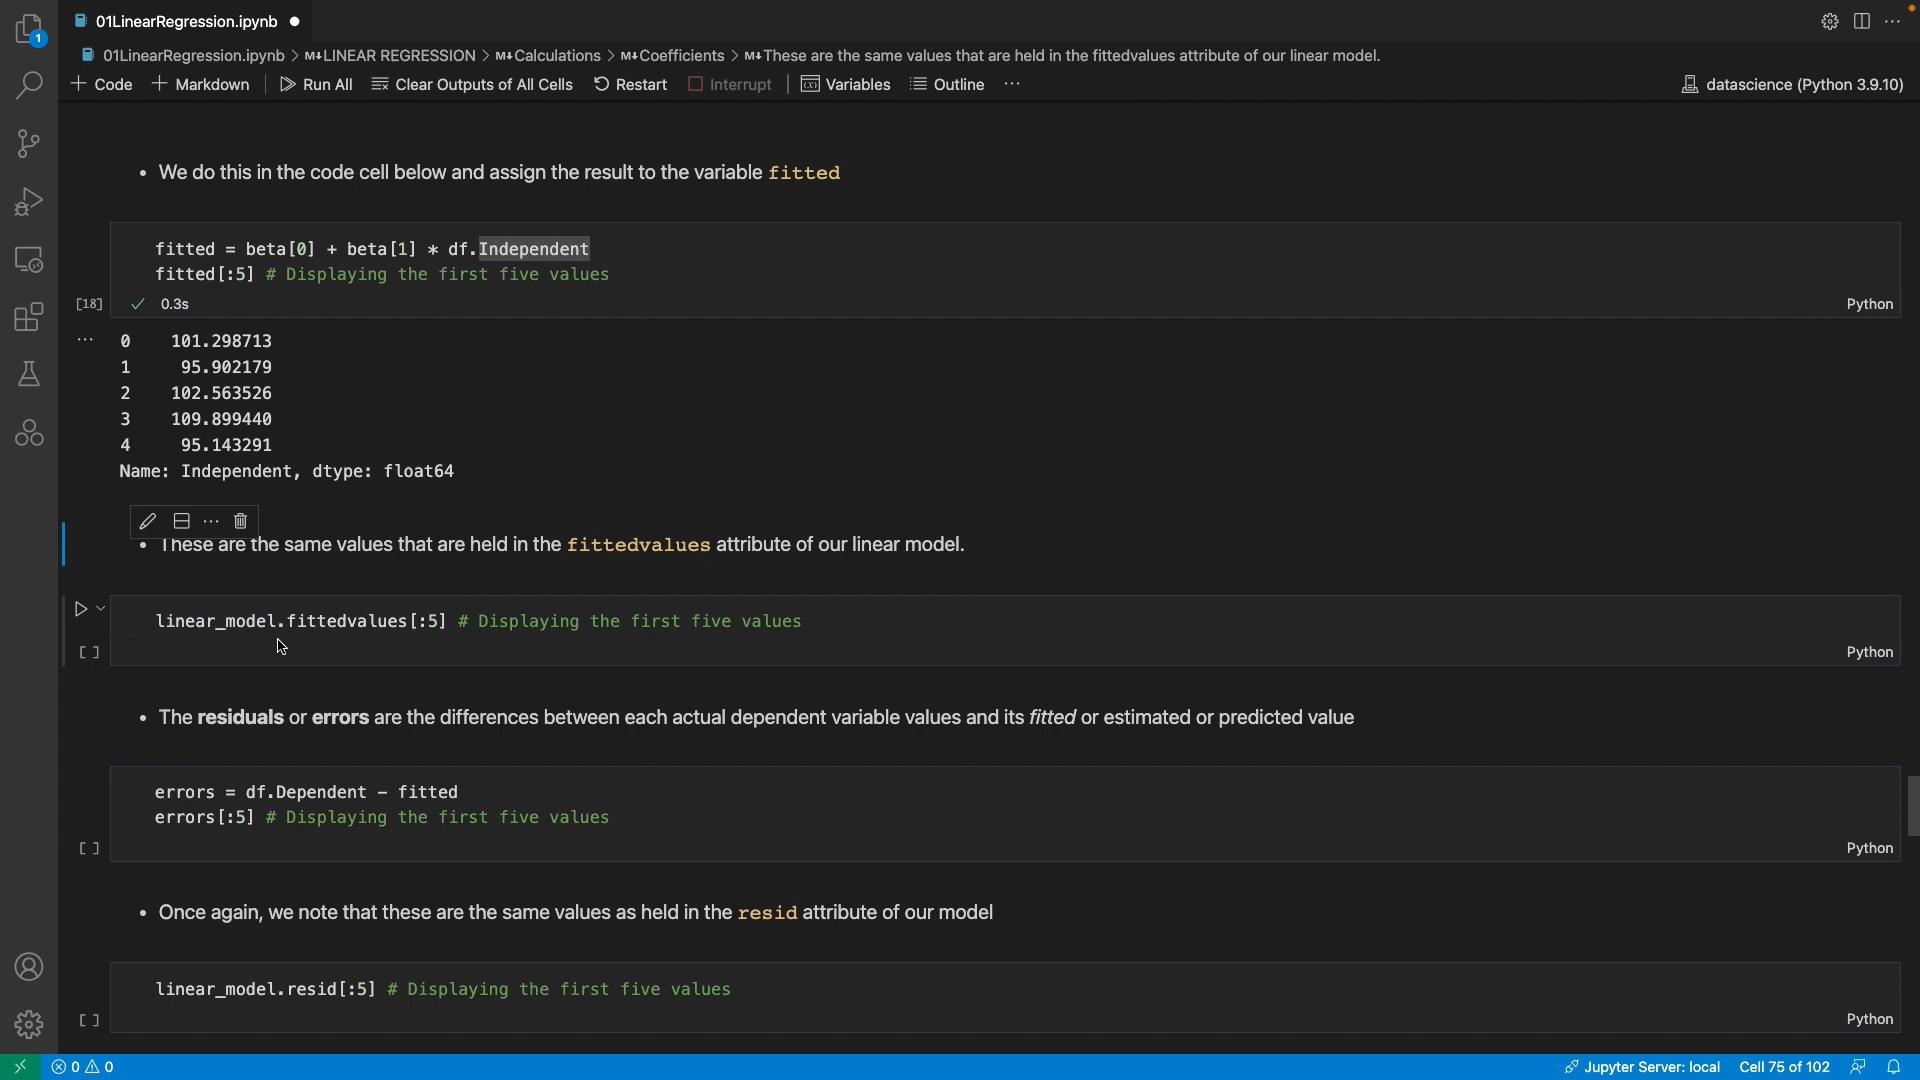 01LinearRegression.ipynb
01LinearRegression.ipynb > M↓LINEAR REGRESSION > M↓Calculations > M↓Coefficients > M↓These are the same values that are held in the fittedvalues attribute of our linear model.
+ Code + Markdown Run All Clear Outputs of All Cells Restart Interrupt Variables Outline ··· datascience (Python 3.9.10)
1
• We do this in the code cell below and assign the result to the variable fitted
fitted = beta[0] + beta[1] * df.Independent
fitted[:5] # Displaying the first five values
[18] ✓ 0.3s Python
··· 0 101.298713
1 95.902179
2 102.563526
3 109.899440
4 95.143291
Name: Independent, dtype: float64
• These are the same values that are held in the fittedvalues attribute of our linear model.
linear_model.fittedvalues[:5] # Displaying the first five values
[ ] Python
• The residuals or errors are the differences between each actual dependent variable values and its fitted or estimated or predicted value
errors = df.Dependent - fitted
errors[:5] # Displaying the first five values
[ ] Python
• Once again, we note that these are the same values as held in the resid attribute of our model
linear_model.resid[:5] # Displaying the first five values
[ ] Python
0 0 Jupyter Server: local Cell 75 of 102